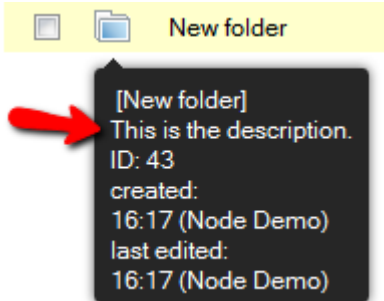 New folder
[New folder]
This is the description.
ID: 43
created:
16:17 (Node Demo)
last edited:
16:17 (Node Demo)